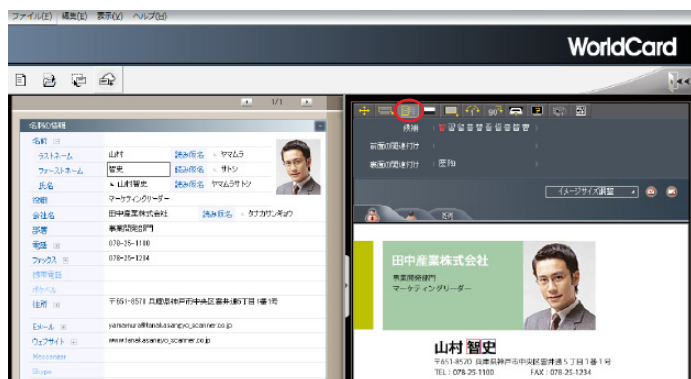 ファイル(F) 編集(E) 表示(V) ヘルプ(H)
WorldCard
1/1
名刺の情報
名前
ラストネーム 山村 読み仮名 ヤマムラ
ファーストネーム 智史 読み仮名 サトシ
氏名 山村智史 読み仮名 ヤマムラサトシ
役職 マーケティングリーダー
会社名 田中産業株式会社 読み仮名 タナカサンギョウ
部署 事業開発部門
電話 078-25-1100
ファックス 078-25-1234
携帯電話
ポケベル
住所 〒651-8570 兵庫県神戸市中央区雲井通5丁目1番1号
Eメール yamamura@tanakasangyo_scanner.co.jp
ウェブサイト www.tanakasangyo_scanner.co.jp
Messenger
Skype
90°
候補
前面の関連付け
裏面の関連付け
イメージサイズ調整
田中産業株式会社
事業開発部門
マーケティングリーダー
山村 智史
〒651-8520 兵庫県神戸市中央区雲井通5丁目1番1号
TEL : 078-25-1100 FAX : 078-25-1234